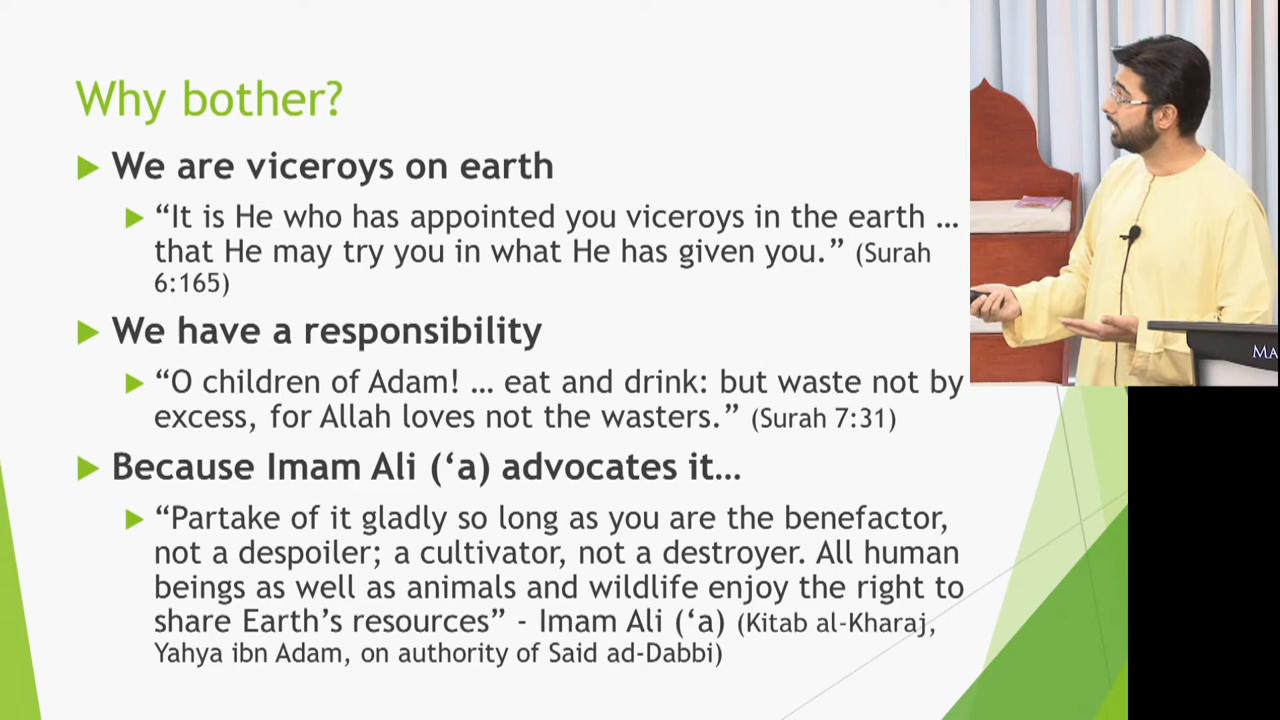 Why bother?
We are viceroys on earth
“It is He who has appointed you viceroys in the earth …
that He may try you in what He has given you.” (Surah
6:165)
We have a responsibility
“O children of Adam! … eat and drink: but waste not by
excess, for Allah loves not the wasters.” (Surah 7:31)
Because Imam Ali (‘a) advocates it…
“Partake of it gladly so long as you are the benefactor,
not a despoiler; a cultivator, not a destroyer. All human
beings as well as animals and wildlife enjoy the right to
share Earth’s resources” - Imam Ali (‘a) (Kitab al-Kharaj,
Yahya ibn Adam, on authority of Said ad-Dabbi)
MA